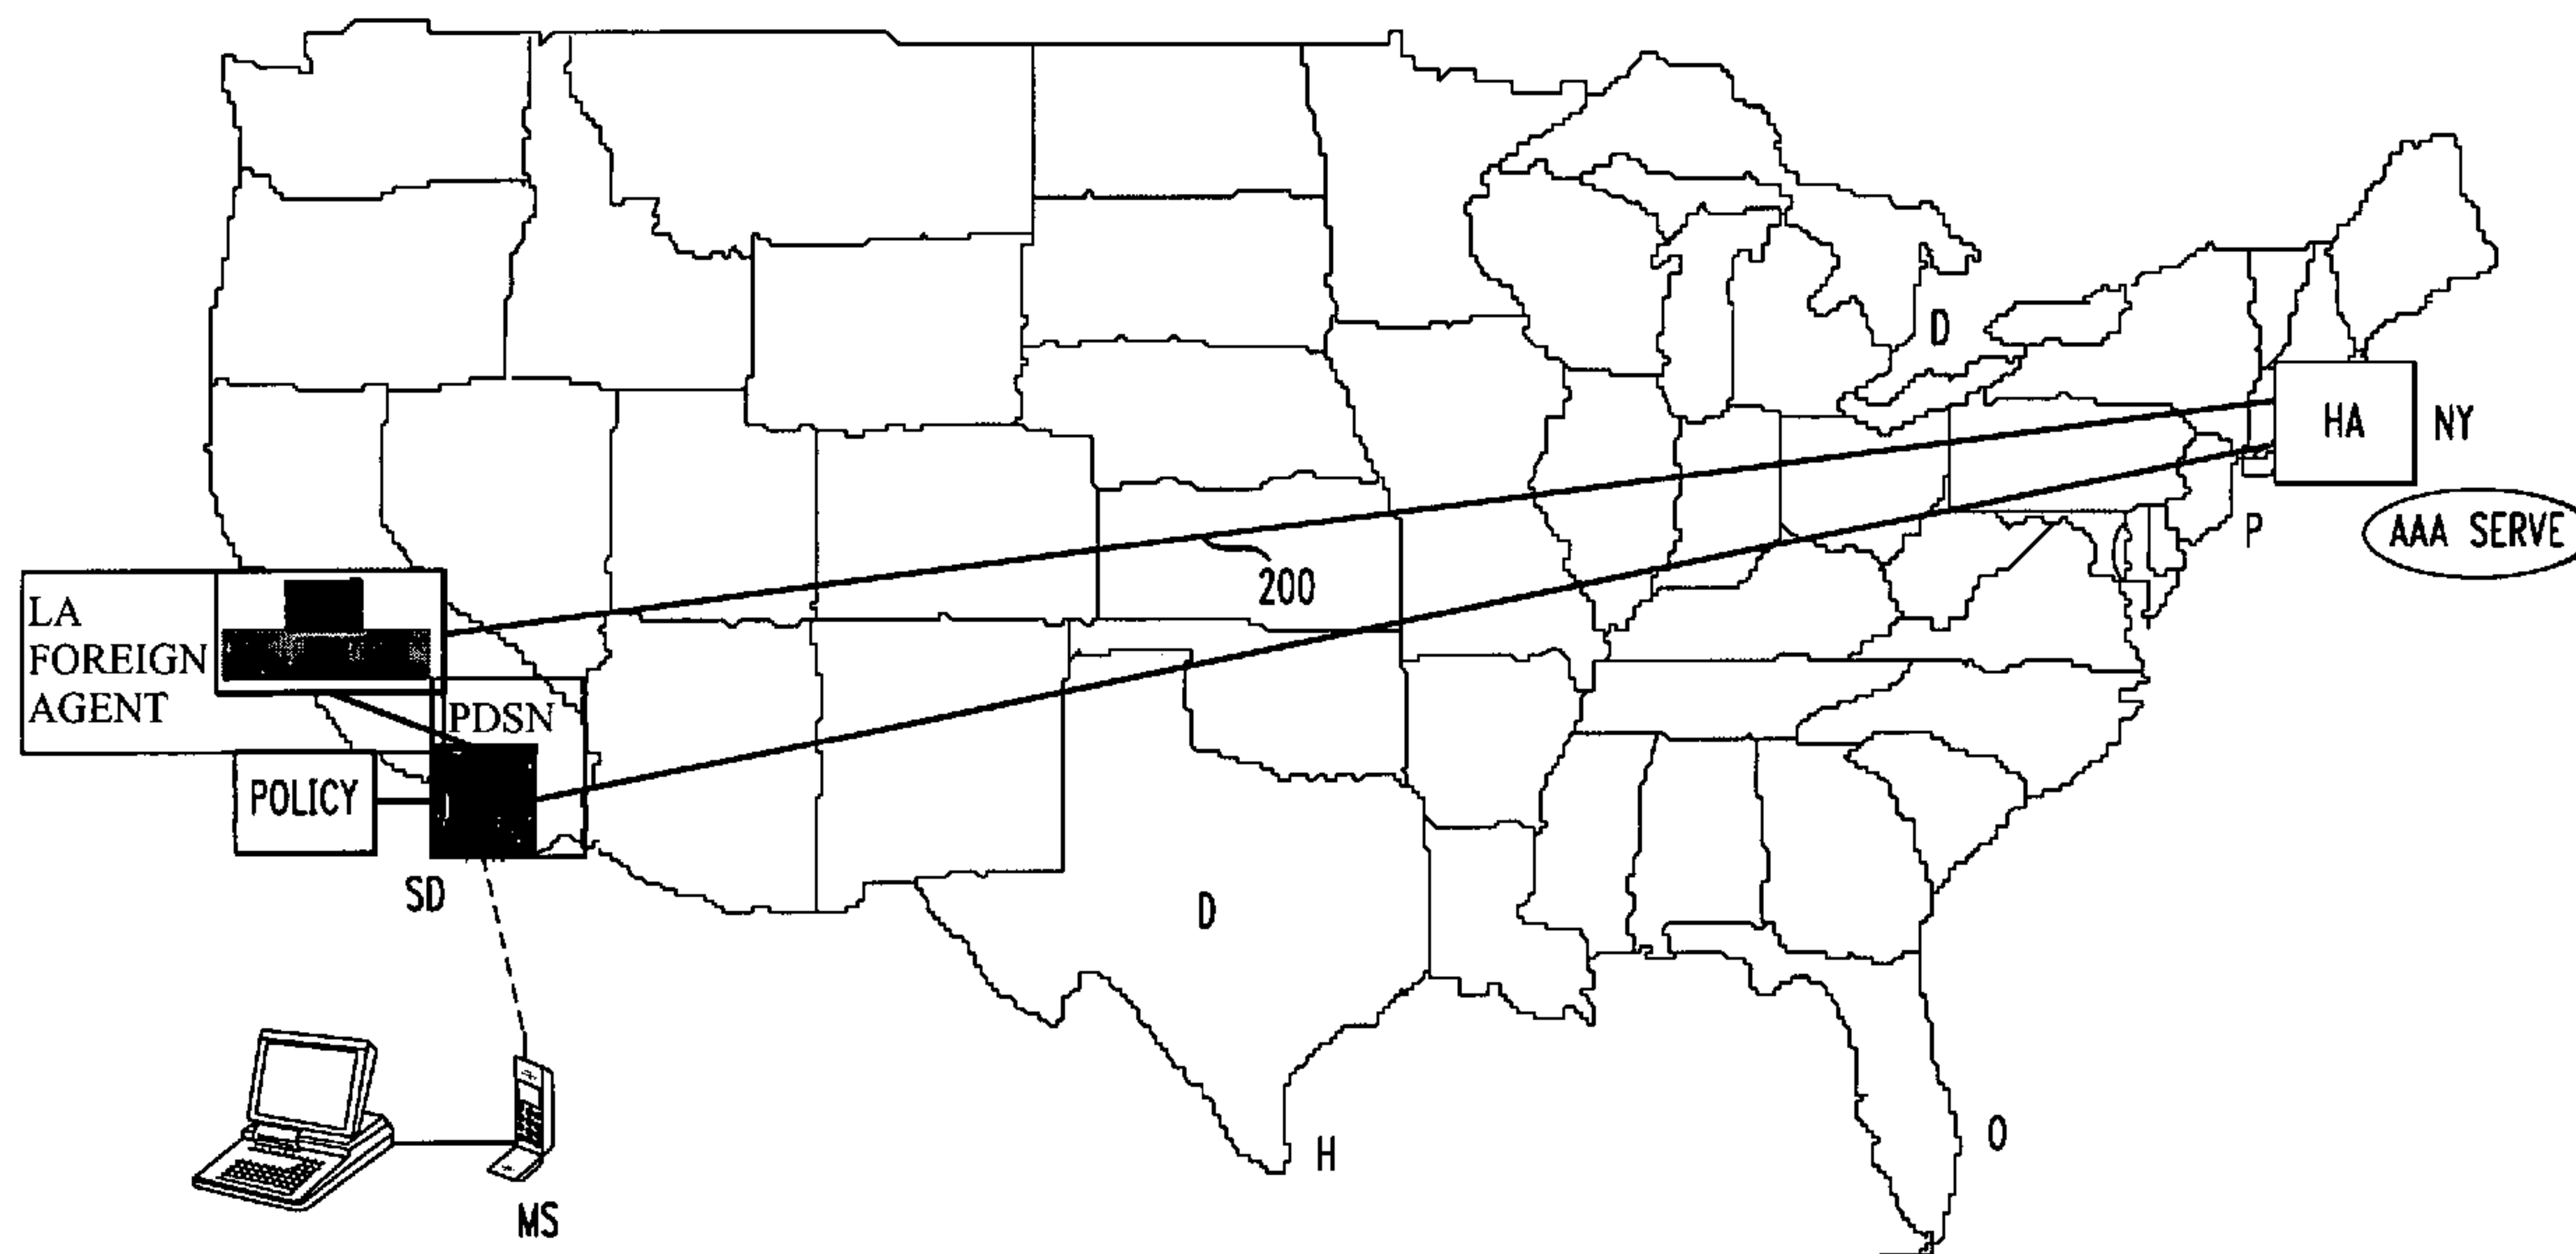 D
HA
NY
AAA SERVE
P
200
LA
FOREIGN
AGENT
PDSN
POLICY
SD
D
H
O
MS